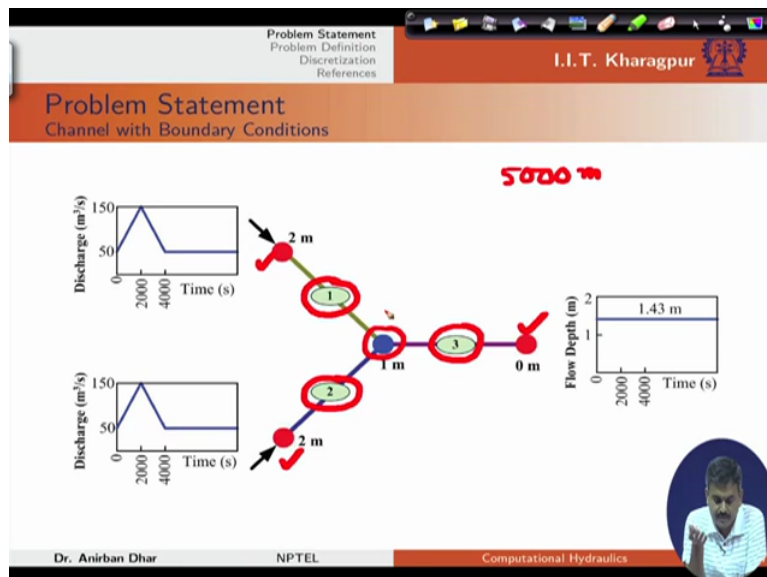 Problem Statement
Problem Definition
Discretization
References
I.I.T. Kharagpur
Problem Statement
Channel with Boundary Conditions
5000 m
Discharge (m³/s)
150
50
0
2000
4000
Time (s)
2 m
1
1 m
3
0 m
2
2 m
Flow Depth (m)
2
1
1.43 m
0
2000
4000
Time (s)
Discharge (m³/s)
150
50
0
2000
4000
Time (s)
Dr. Anirban Dhar
NPTEL
Computational Hydraulics